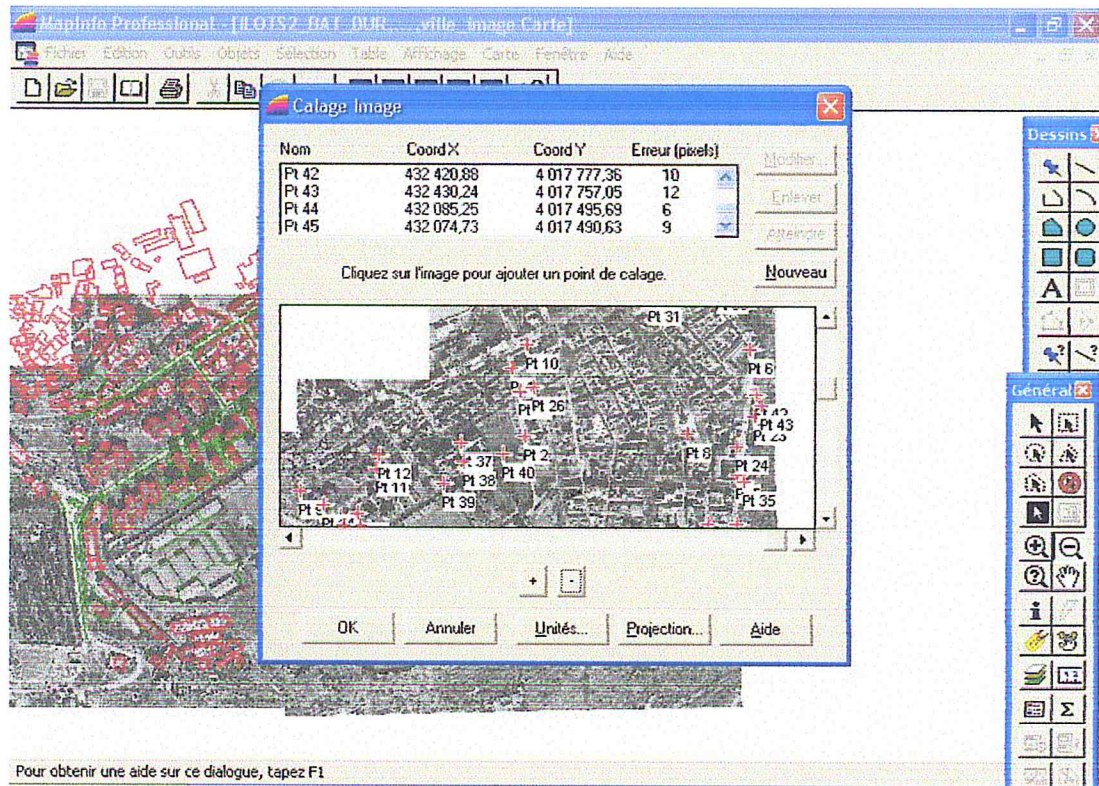 MapInfo Professional - [ILOTS2_BAT_DUR,...,ville_image Carte]
Fichier Edition Outils Objets Sélection Table Affichage Carte Fenêtre Aide
Calage Image
Nom Coord X Coord Y Erreur (pixels)
Pt 42 432 420,88 4 017 777,36 10
Pt 43 432 430,24 4 017 757,05 12
Pt 44 432 085,25 4 017 495,69 6
Pt 45 432 074,73 4 017 490,63 9
Modifier...
Enlever
Atteindre
Nouveau
Cliquez sur l'image pour ajouter un point de calage.
Pt 31
Pt 10
Pt 6
Pt 26
Pt 43
Pt 2
Pt 8
Pt 40
Pt 24
Pt 12
Pt 37
Pt 38
Pt 11
Pt 39
Pt 35
+ -
OK Annuler Unités... Projection... Aide
Dessins
A
Général
i
Σ
Pour obtenir une aide sur ce dialogue, tapez F1